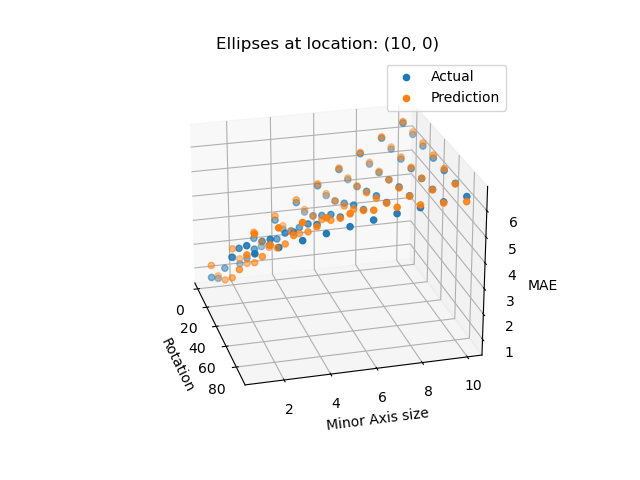 Ellipses at location: (10, 0)
Actual
Prediction
6
5
4
3
2
1
MAE
0
20
40
60
80
Rotation
2
4
6
8
10
Minor Axis size